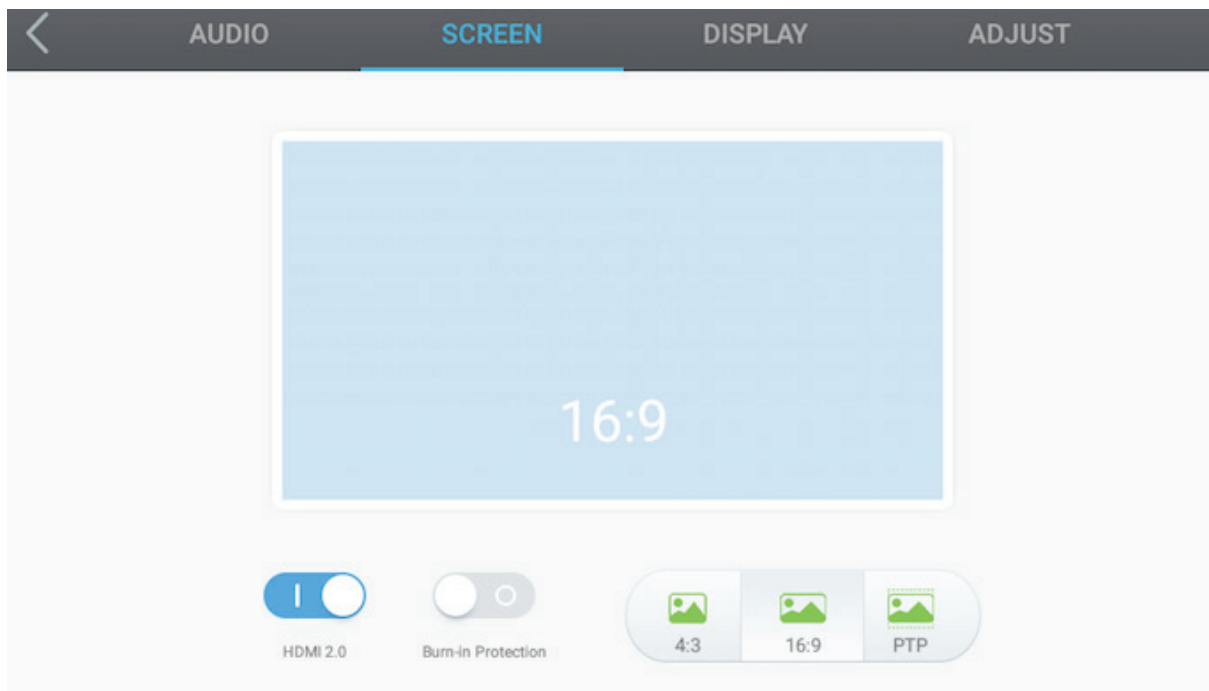 AUDIO SCREEN DISPLAY ADJUST
16:9
HDMI 2.0 Burn-in Protection 4:3 16:9 PTP